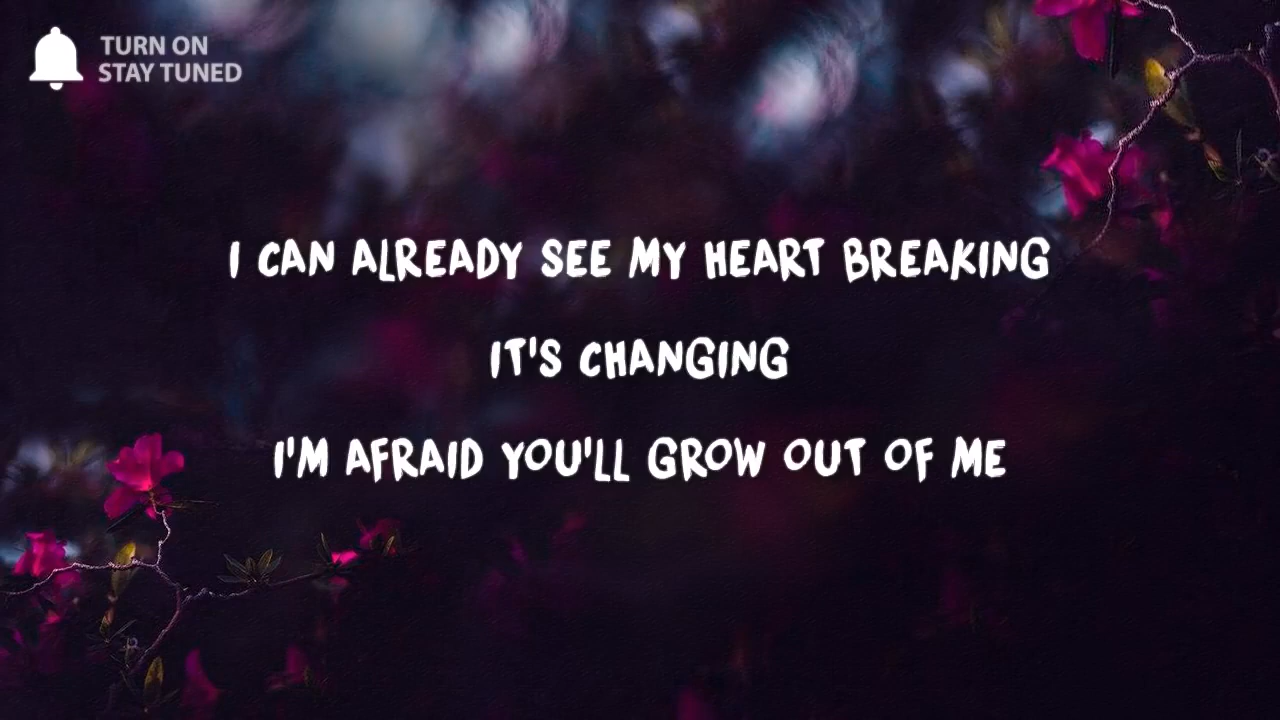 TURN ON
STAY TUNED
I CAN ALREADY SEE MY HEART BREAKING
IT'S CHANGING
I'M AFRAID YOU'LL GROW OUT OF ME